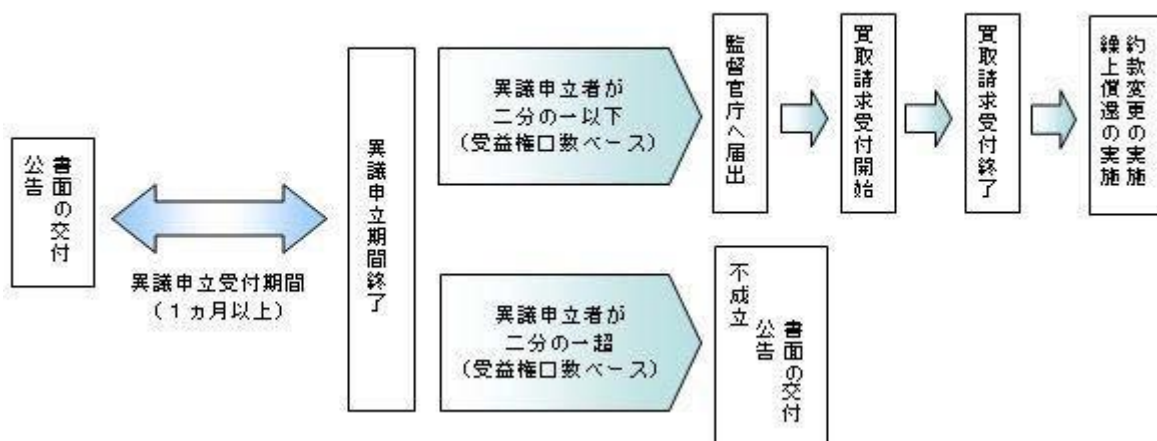 書面の交付
公告
異議申立受付期間
(1ヵ月以上)
異議申立期間終了
異議申立者が
二分の一以下
(受益権口数ベース)
監督官庁へ届出
買取請求受付開始
買取請求受付終了
約款変更の実施
繰上償還の実施
異議申立者が
二分の一超
(受益権口数ベース)
不成立
書面の交付
公告